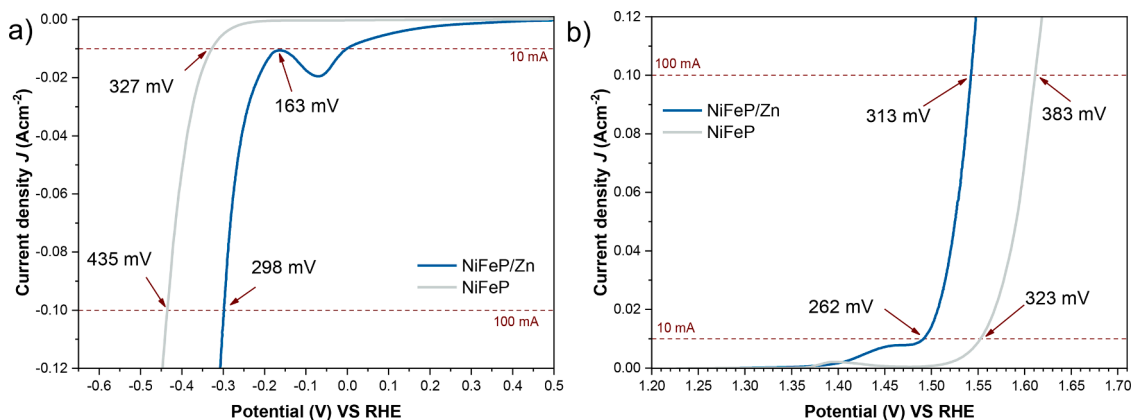 a)
Current density J (Acm-2)
0.00
-0.02
-0.04
-0.06
-0.08
-0.10
-0.12
10 mA
327 mV
163 mV
435 mV
298 mV
NiFeP/Zn
NiFeP
100 mA
-0.6 -0.5 -0.4 -0.3 -0.2 -0.1 0.0 0.1 0.2 0.3 0.4 0.5
Potential (V) VS RHE
b)
Current density J (Acm-2)
0.12
0.10
0.08
0.06
0.04
0.02
0.00
100 mA
NiFeP/Zn
NiFeP
313 mV
383 mV
262 mV
323 mV
10 mA
1.20 1.25 1.30 1.35 1.40 1.45 1.50 1.55 1.60 1.65 1.70
Potential (V) VS RHE